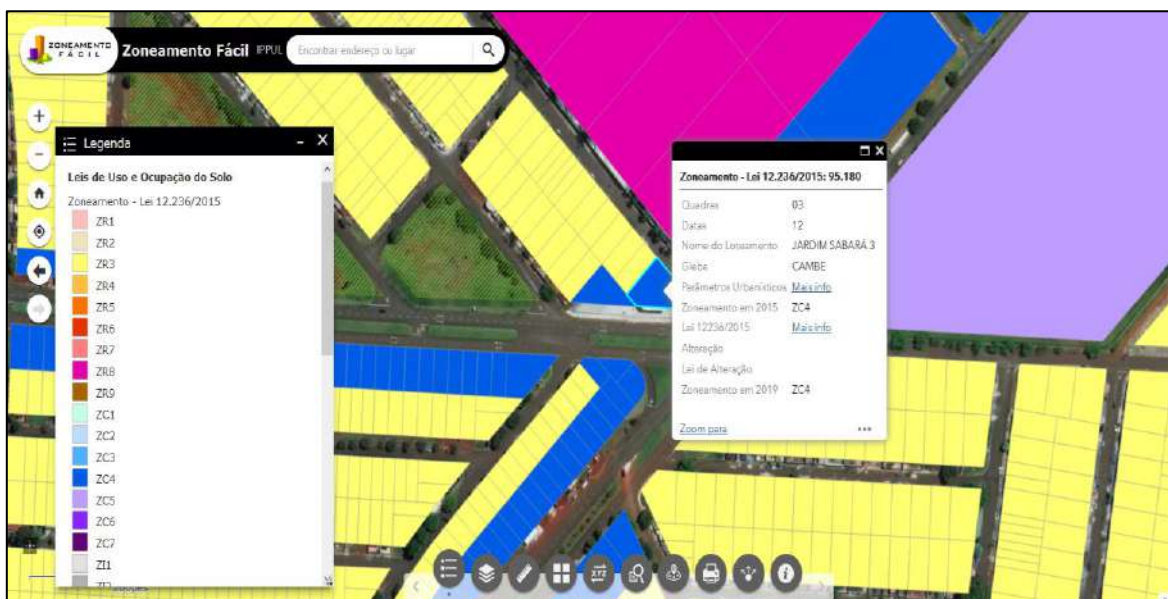 ZONEAMENTO
FÁCIL
Zoneamento Fácil IPPUL
Encontrar endereço ou lugar
Legenda
Leis de Uso e Ocupação do Solo
Zoneamento - Lei 12.236/2015
ZR1
ZR2
ZR3
ZR4
ZR5
ZR6
ZR7
ZR8
ZR9
ZC1
ZC2
ZC3
ZC4
ZC5
ZC6
ZC7
ZI1
ZI2
Zoneamento - Lei 12.236/2015: 95.180
Quadras 03
Datas 12
Nome do Loteamento JARDIM SABARÁ 3
Gleba CAMBE
Parâmetros Urbanísticos Mais info
Zoneamento em 2015 ZC4
Lei 12236/2015 Mais info
Alteração
Lei de Alteração
Zoneamento em 2019 ZC4
Zoom para
XYZ